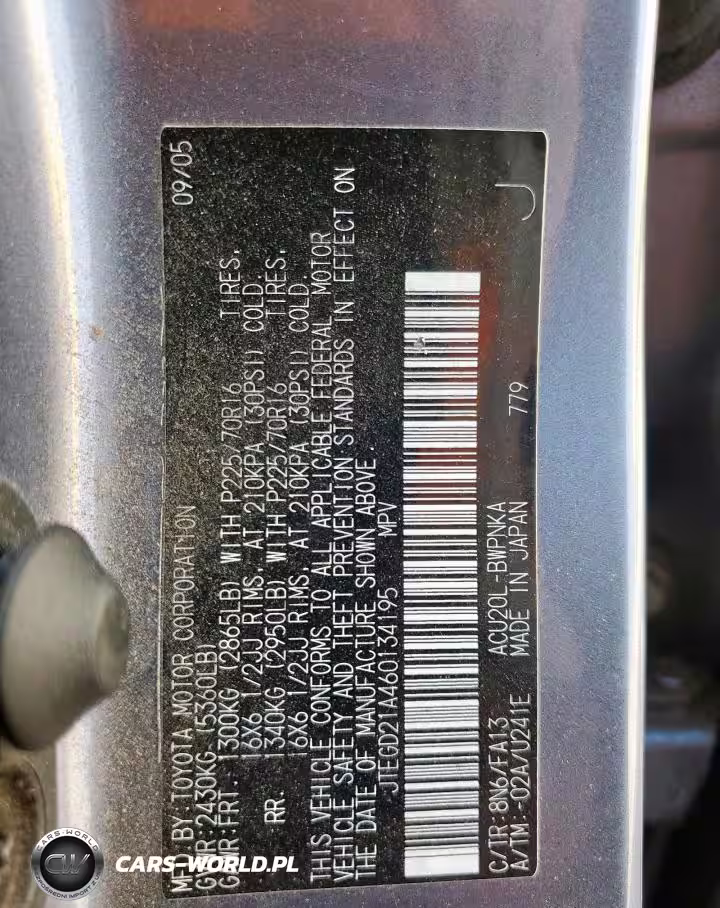 MFD BY:TOYOTA MOTOR CORPORATION 09/05
GVWR:2430KG (5360LB)
GAWR:FRT. 1300KG (2865LB) WITH P225/70R16 TIRES.
16X6 1/2JJ RIMS, AT 210KPA (30PSI) COLD.
RR. 1340KG (2950LB) WITH P225/70R16 TIRES.
16X6 1/2JJ RIMS, AT 210KPA (30PSI) COLD.
THIS VEHICLE CONFORMS TO ALL APPLICABLE FEDERAL MOTOR
VEHICLE SAFETY AND THEFT PREVENTION STANDARDS IN EFFECT ON
THE DATE OF MANUFACTURE SHOWN ABOVE.
JTEGD21A460134195 MPV
C/TR:8N6/FA13 ACU20L-BWPNKA
A/TM:-02A/U241E MADE IN JAPAN 779 J
CARS-WORLD
CW
CARS-WORLD.PL